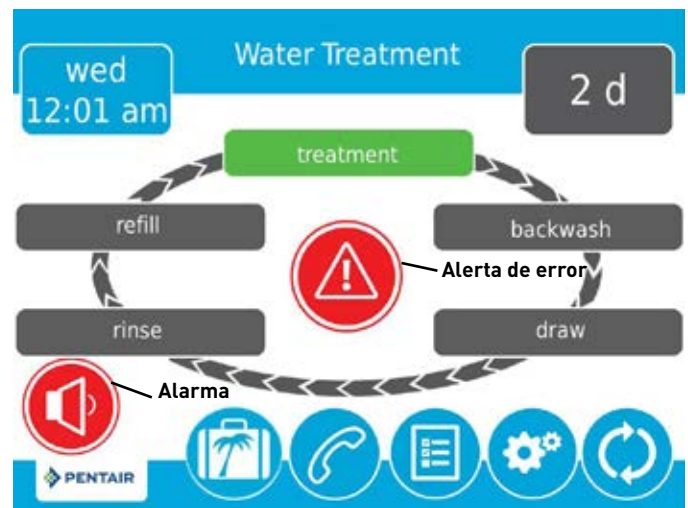 wed
12:01 am
Water Treatment
2 d
treatment
refill
backwash
Alerta de error
rinse
draw
Alarma
PENTAIR